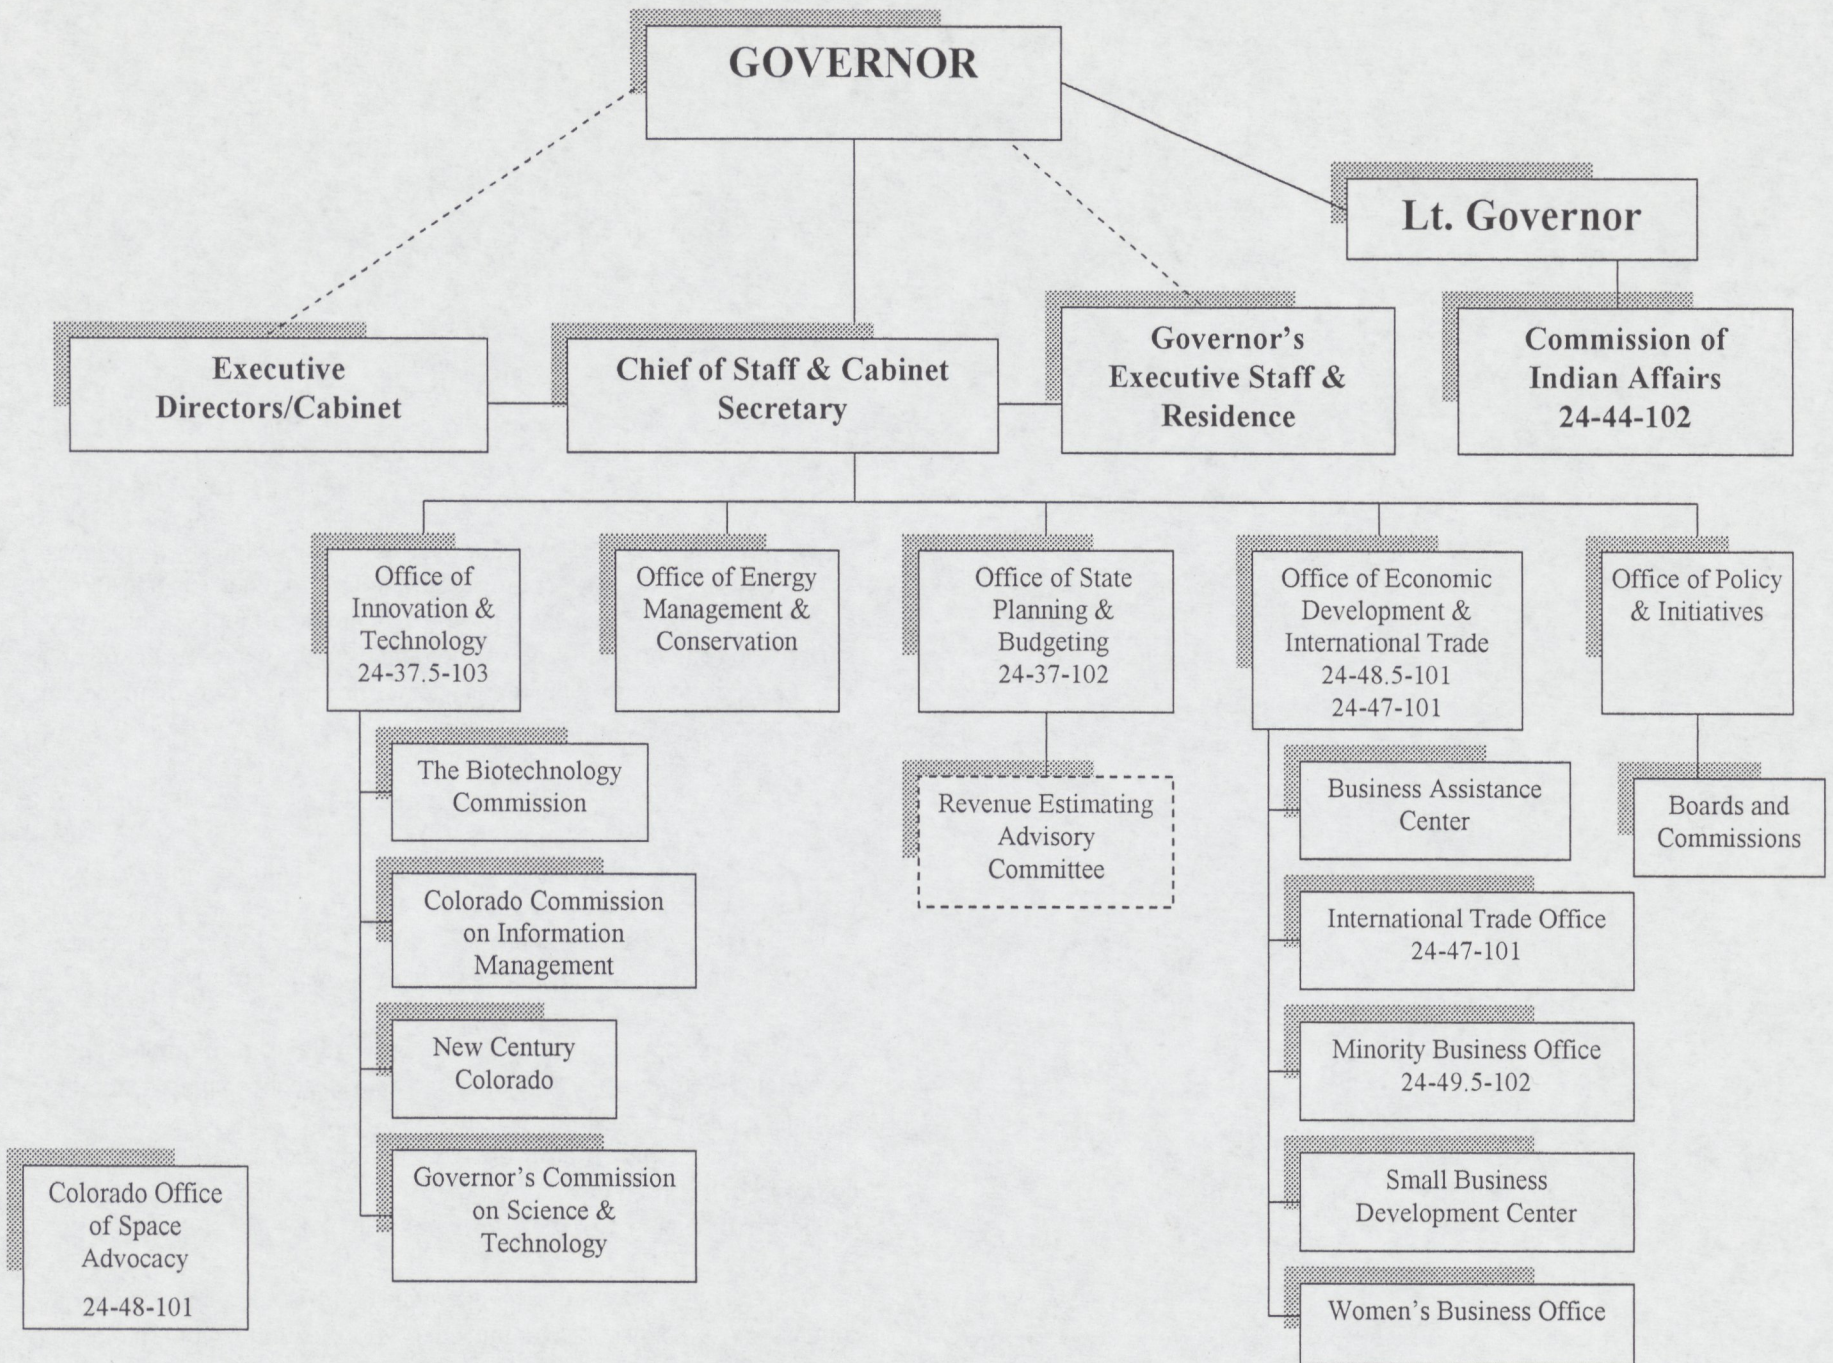 GOVERNOR
Lt. Governor
Executive
Directors/Cabinet
Chief of Staff & Cabinet
Secretary
Governor's
Executive Staff &
Residence
Commission of
Indian Affairs
24-44-102
Office of
Innovation &
Technology
24-37.5-103
Office of Energy
Management &
Conservation
Office of State
Planning &
Budgeting
24-37-102
Office of Economic
Development &
International Trade
24-48.5-101
24-47-101
Office of Policy
& Initiatives
The Biotechnology
Commission
Colorado Commission
on Information
Management
New Century
Colorado
Governor's Commission
on Science &
Technology
Revenue Estimating
Advisory
Committee
Business Assistance
Center
International Trade Office
24-47-101
Minority Business Office
24-49.5-102
Small Business
Development Center
Women's Business Office
Boards and
Commissions
Colorado Office
of Space
Advocacy
24-48-101